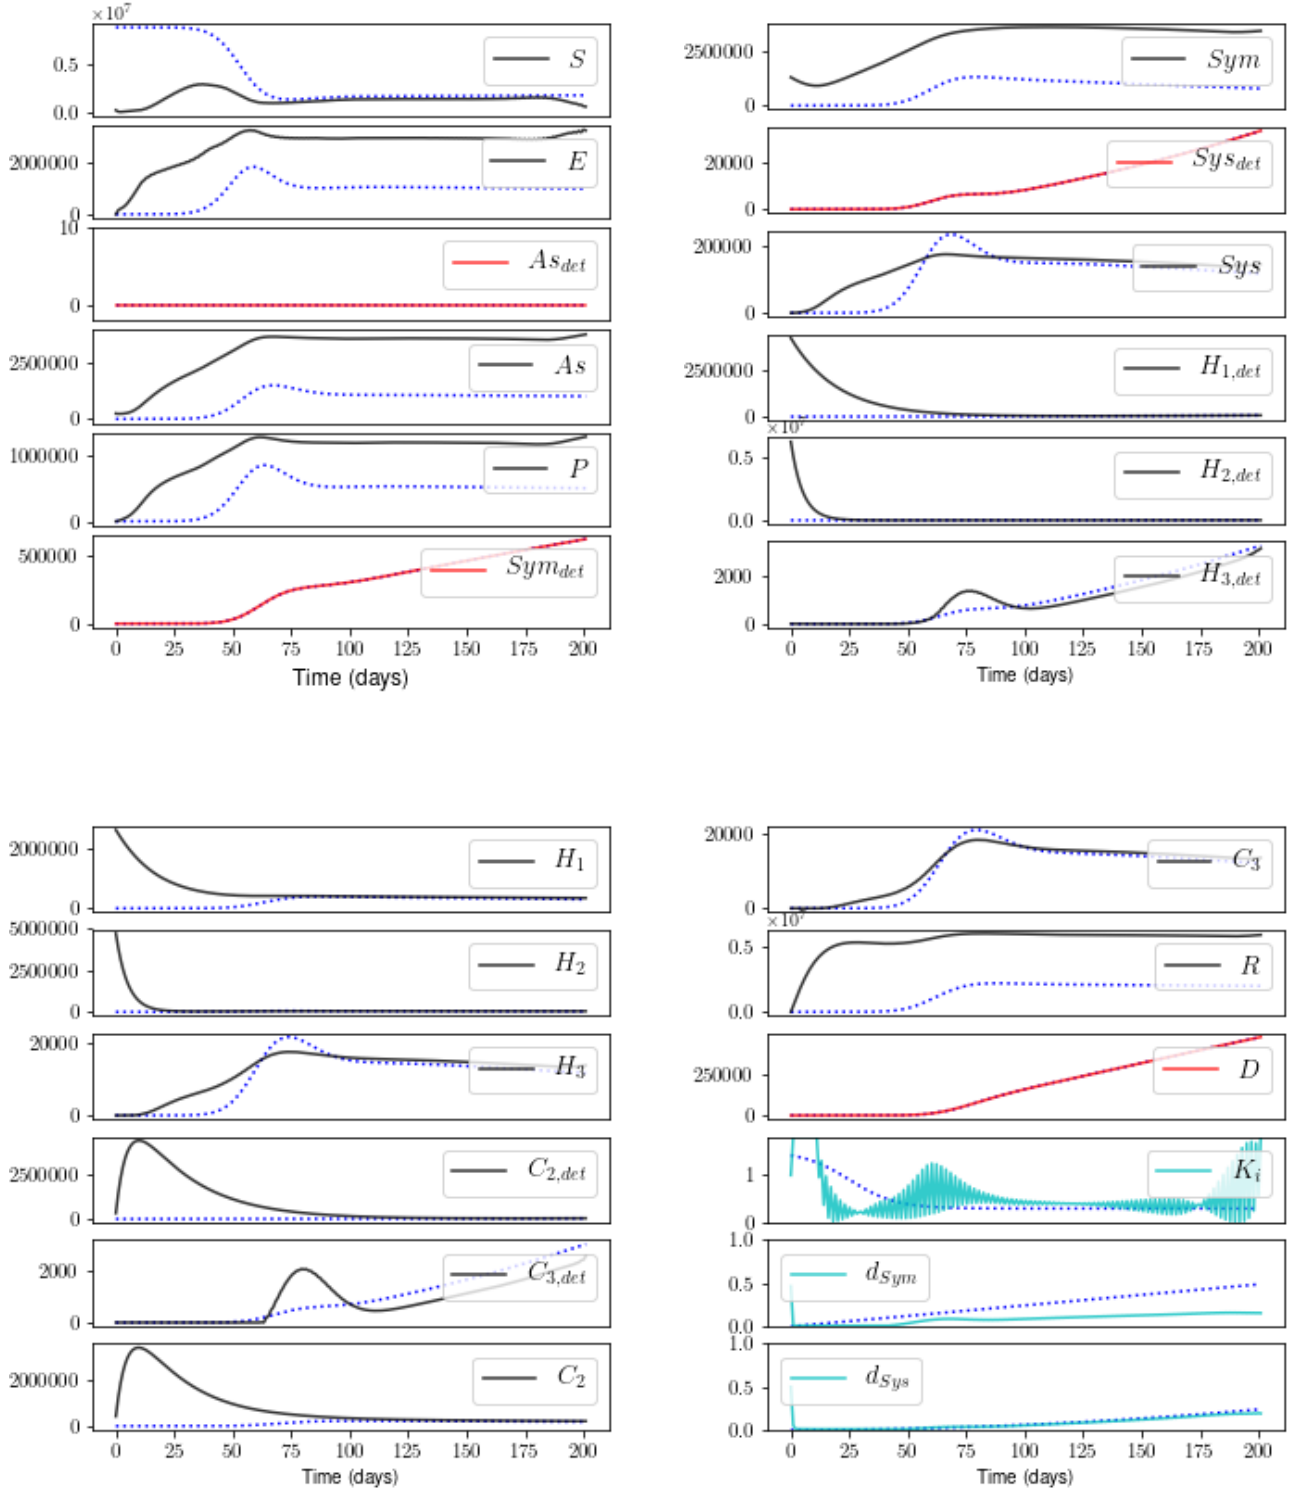 ×10⁷
0.5
0.0
S
2000000
0
E
10
0
As_det
2500000
0
As
1000000
0
P
500000
0
Sym_det
0 25 50 75 100 125 150 175 200
Time (days)
2500000
0
Sym
20000
0
Sys_det
200000
0
Sys
2500000
0
H_1,det
×10⁷
0.5
0.0
H_2,det
2000
0
H_3,det
0 25 50 75 100 125 150 175 200
Time (days)
2000000
0
H_1
5000000
2500000
0
H_2
20000
0
H_3
2500000
0
C_2,det
2000
0
C_3,det
2000000
0
C_2
0 25 50 75 100 125 150 175 200
Time (days)
20000
0
C_3
×10⁷
0.5
0.0
R
250000
0
D
1
0
K_i
1.0
0.5
0.0
d_Sym
1.0
0.5
0.0
d_Sys
0 25 50 75 100 125 150 175 200
Time (days)